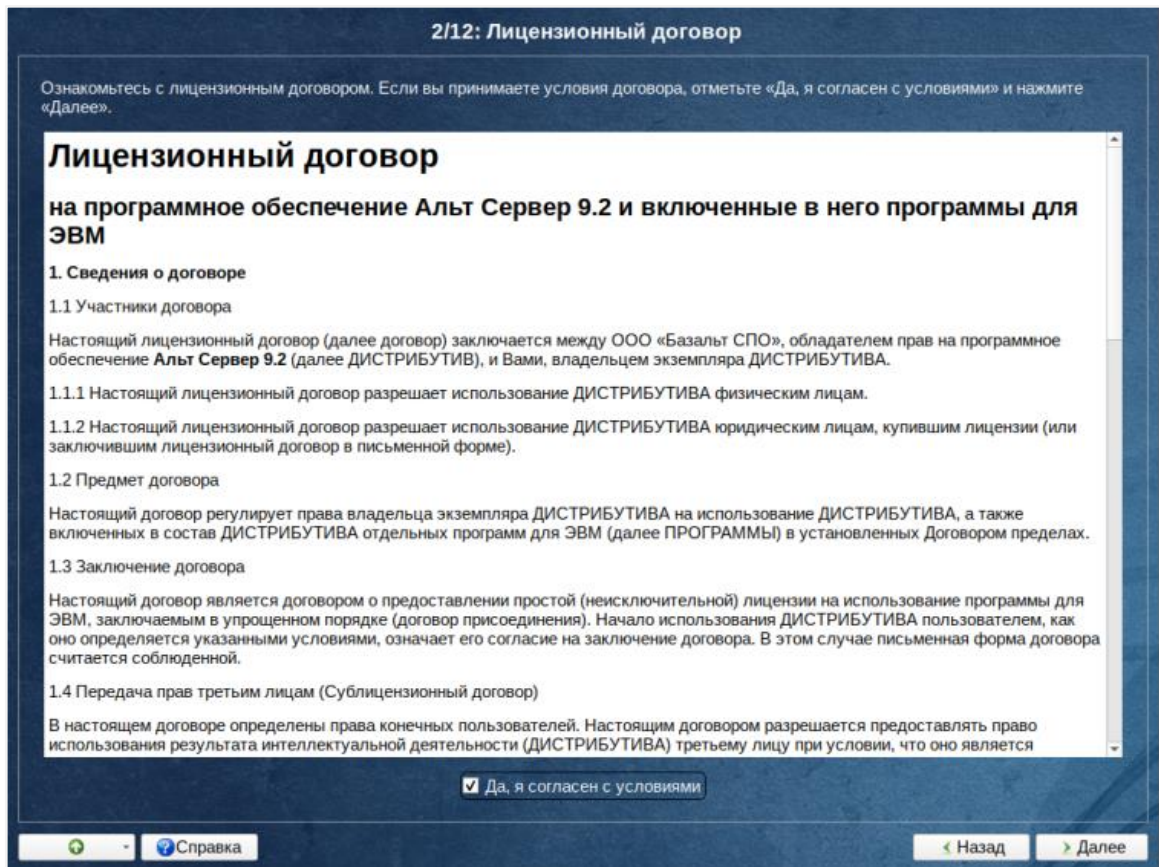 2/12: Лицензионный договор
Ознакомьтесь с лицензионным договором. Если вы принимаете условия договора, отметьте «Да, я согласен с условиями» и нажмите
«Далее».
Лицензионный договор
на программное обеспечение Альт Сервер 9.2 и включенные в него программы для
ЭВМ
1. Сведения о договоре
1.1 Участники договора
Настоящий лицензионный договор (далее договор) заключается между ООО «Базальт СПО», обладателем прав на программное
обеспечение Альт Сервер 9.2 (далее ДИСТРИБУТИВ), и Вами, владельцем экземпляра ДИСТРИБУТИВА.
1.1.1 Настоящий лицензионный договор разрешает использование ДИСТРИБУТИВА физическим лицам.
1.1.2 Настоящий лицензионный договор разрешает использование ДИСТРИБУТИВА юридическим лицам, купившим лицензии (или
заключившим лицензионный договор в письменной форме).
1.2 Предмет договора
Настоящий договор регулирует права владельца экземпляра ДИСТРИБУТИВА на использование ДИСТРИБУТИВА, а также
включенных в состав ДИСТРИБУТИВА отдельных программ для ЭВМ (далее ПРОГРАММЫ) в установленных Договором пределах.
1.3 Заключение договора
Настоящий договор является договором о предоставлении простой (неисключительной) лицензии на использование программы для
ЭВМ, заключаемым в упрощенном порядке (договор присоединения). Начало использования ДИСТРИБУТИВА пользователем, как
оно определяется указанными условиями, означает его согласие на заключение договора. В этом случае письменная форма договора
считается соблюденной.
1.4 Передача прав третьим лицам (Сублицензионный договор)
В настоящем договоре определены права конечных пользователей. Настоящим договором разрешается предоставлять право
использования результата интеллектуальной деятельности (ДИСТРИБУТИВА) третьему лицу при условии, что оно является
Да, я согласен с условиями
Справка
Назад
Далее